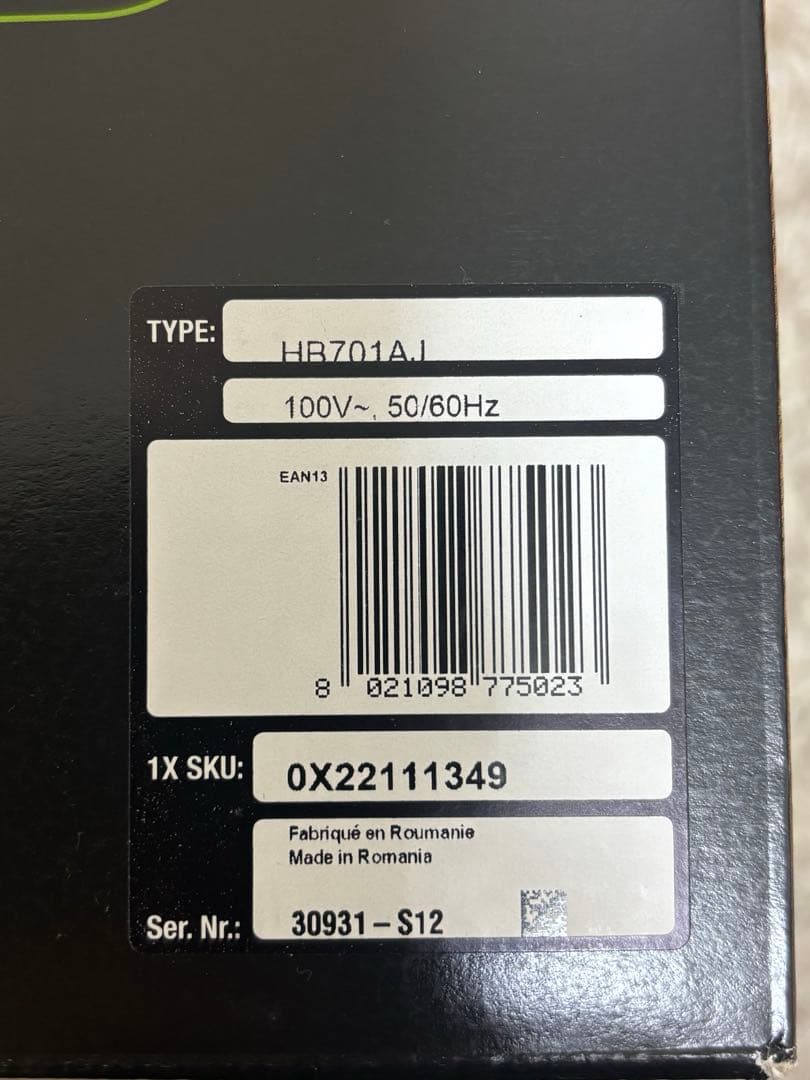 TYPE:
HB701AJ
100V~, 50/60Hz
EAN13
8 021098 775023
1X SKU: 0X22111349
Fabriqué en Roumanie
Made in Romania
Ser. Nr.: 30931 – S12